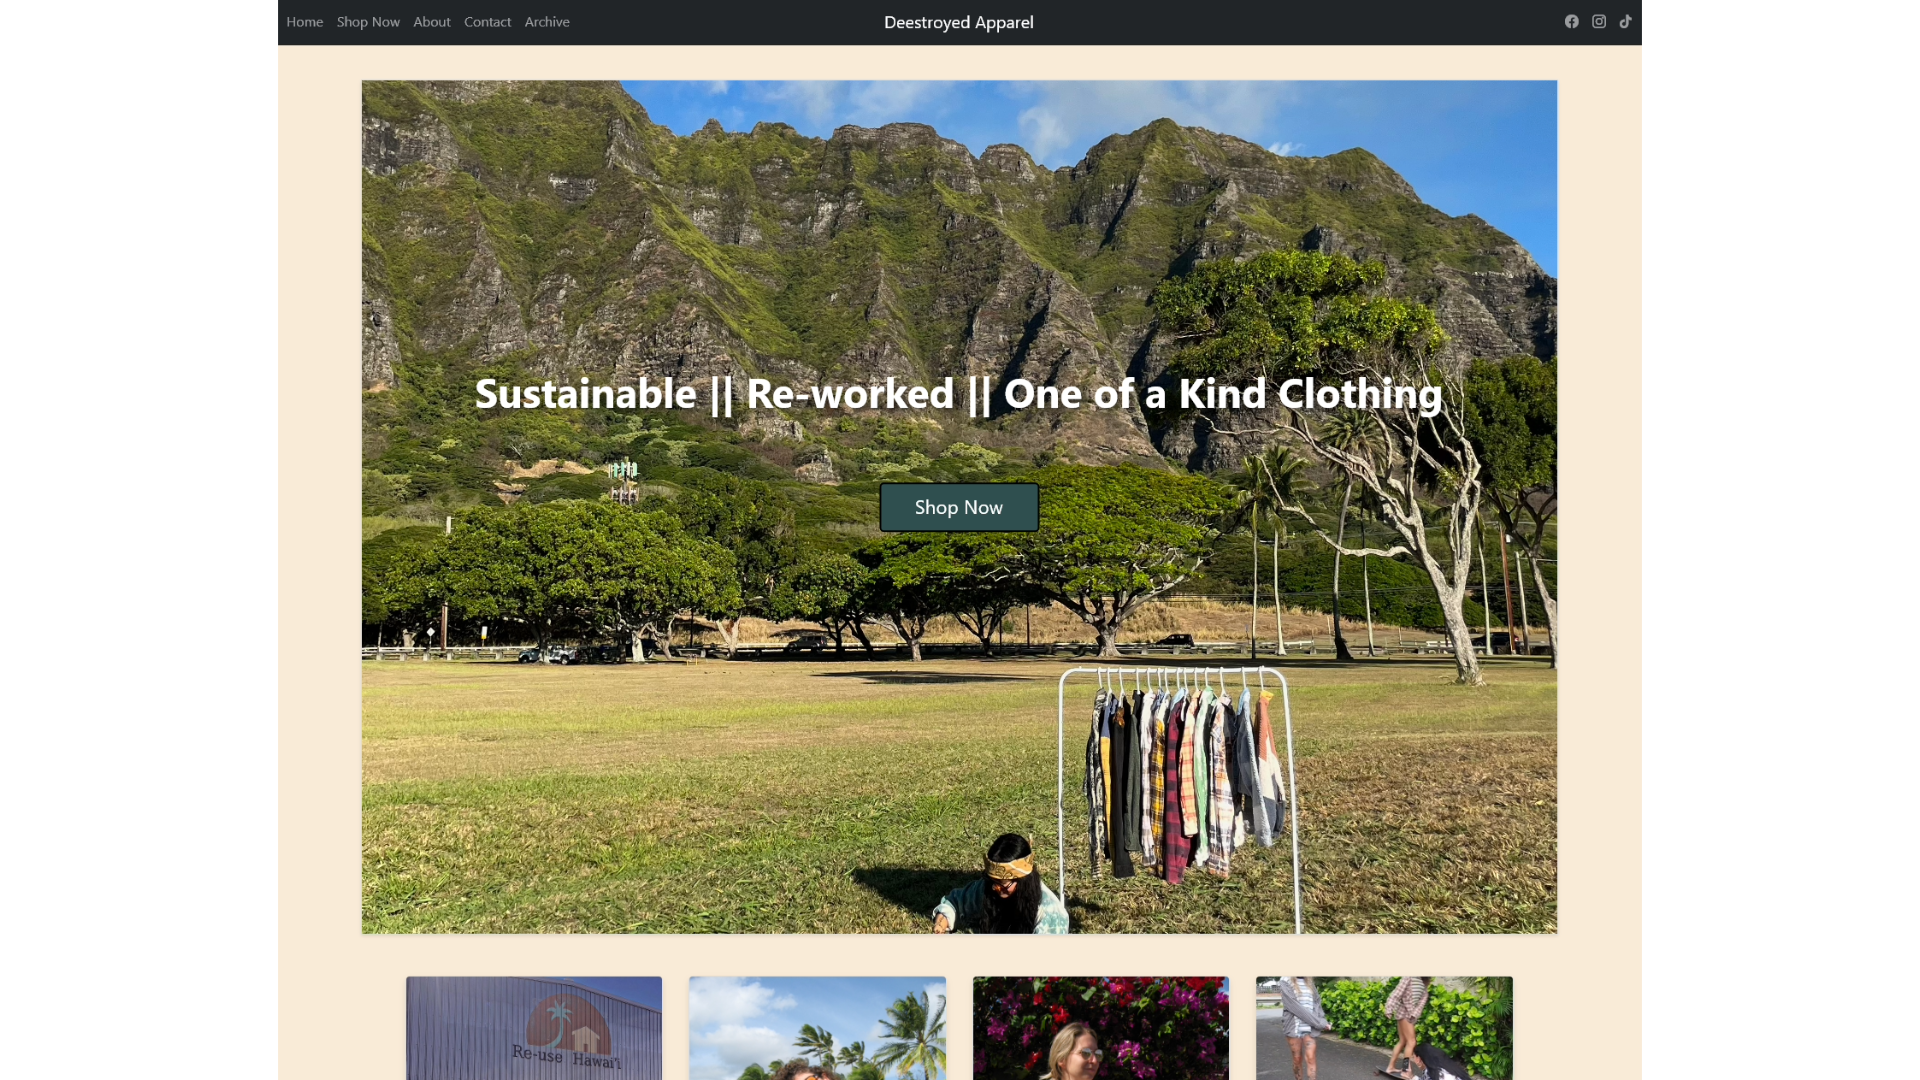 Home Shop Now About Contact Archive Deestroyed Apparel
Sustainable || Re-worked || One of a Kind Clothing
Shop Now
Re-use Hawai'i